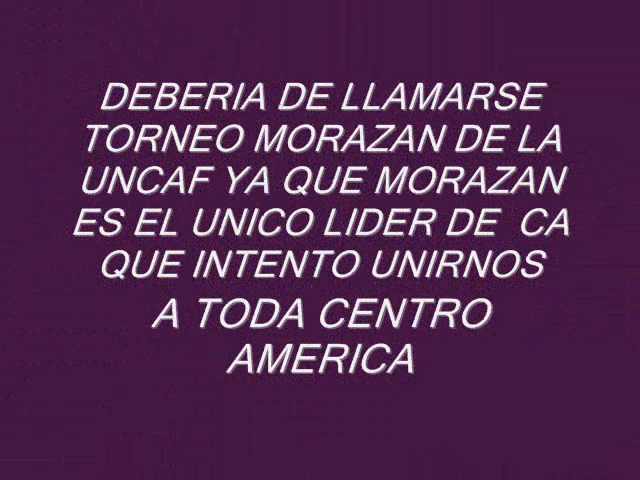 DEBERIA DE LLAMARSE
TORNEO MORAZAN DE LA
UNCAF YA QUE MORAZAN
ES EL UNICO LIDER DE CA
QUE INTENTO UNIRNOS
A TODA CENTRO
AMERICA